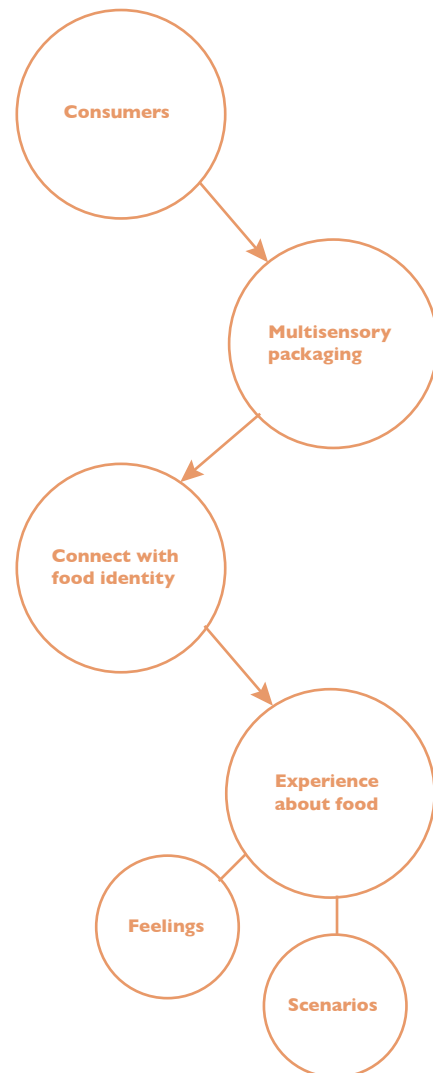 Consumers
Multisensory
packaging
Connect with
food identity
Experience
about food
Feelings
Scenarios